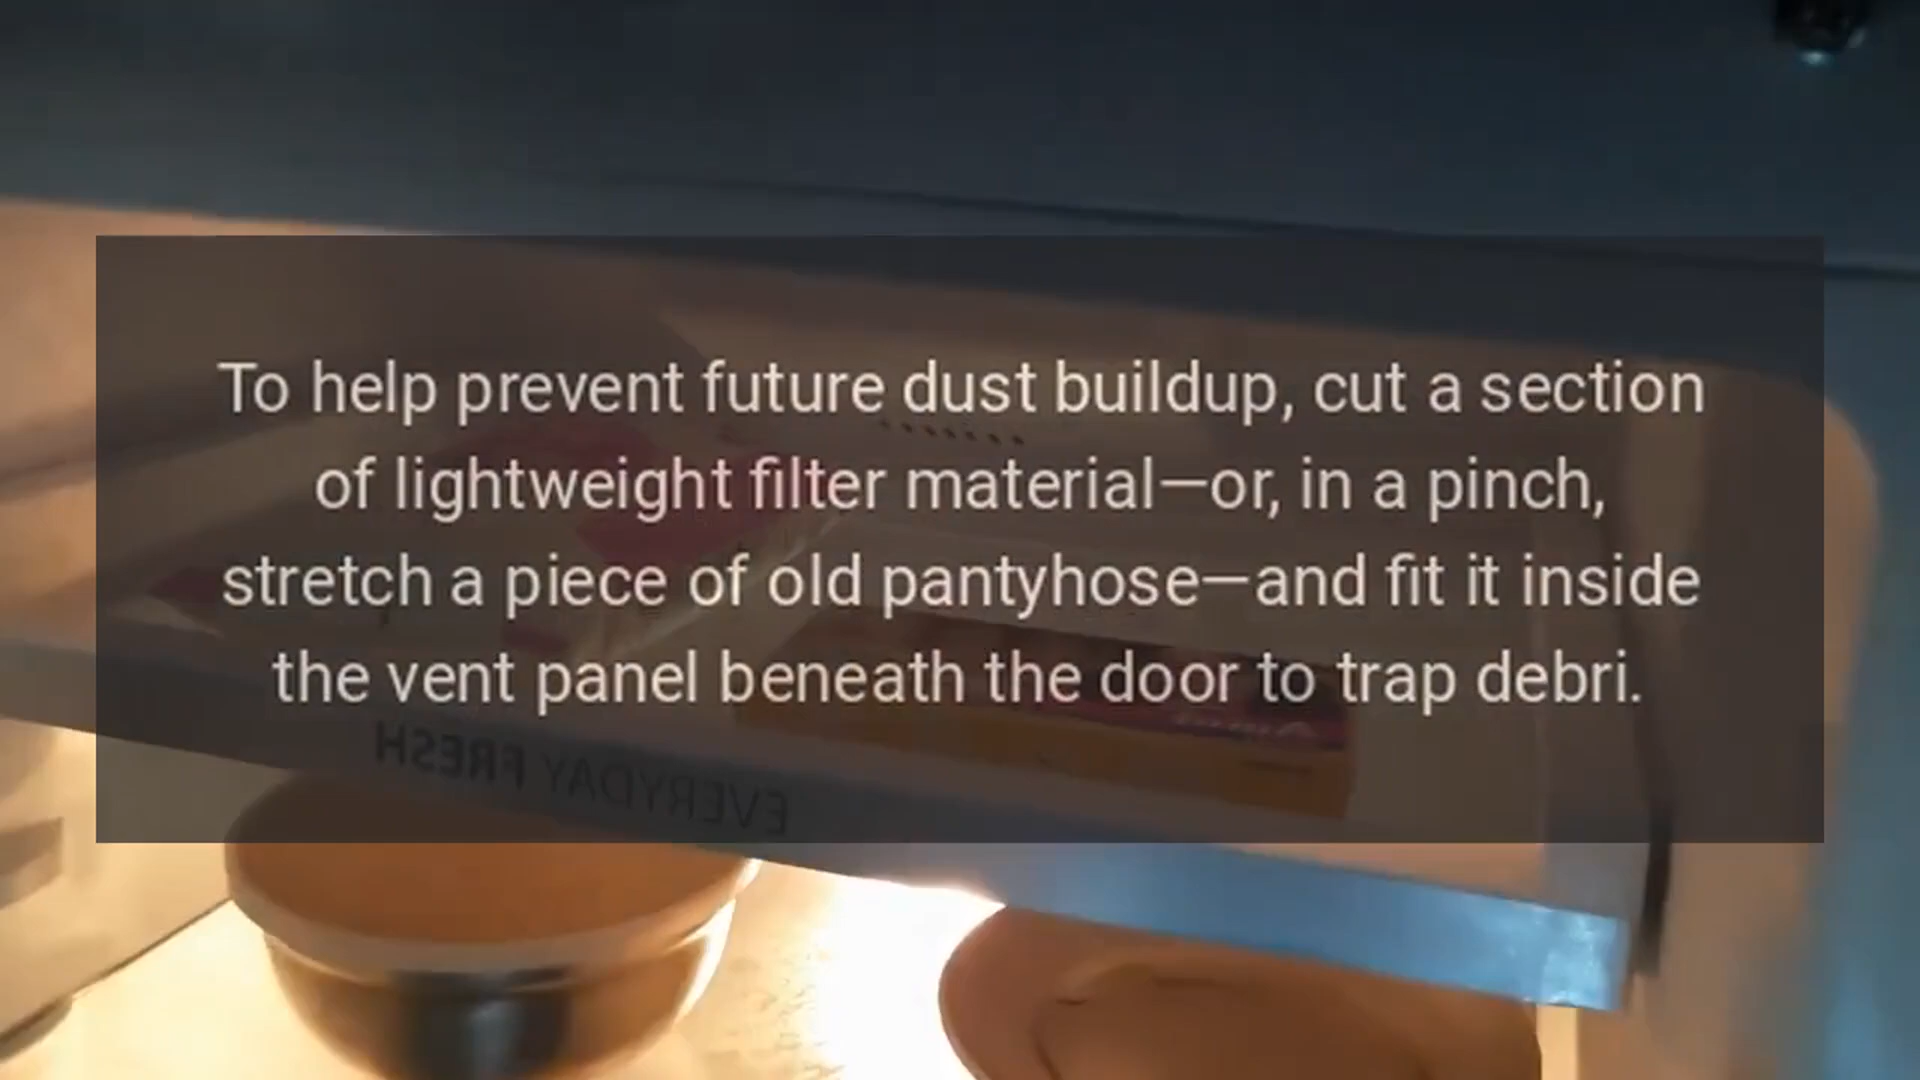 To help prevent future dust buildup, cut a section
of lightweight filter material—or, in a pinch,
stretch a piece of old pantyhose—and fit it inside
the vent panel beneath the door to trap debri.
EVERYDAY FRESH